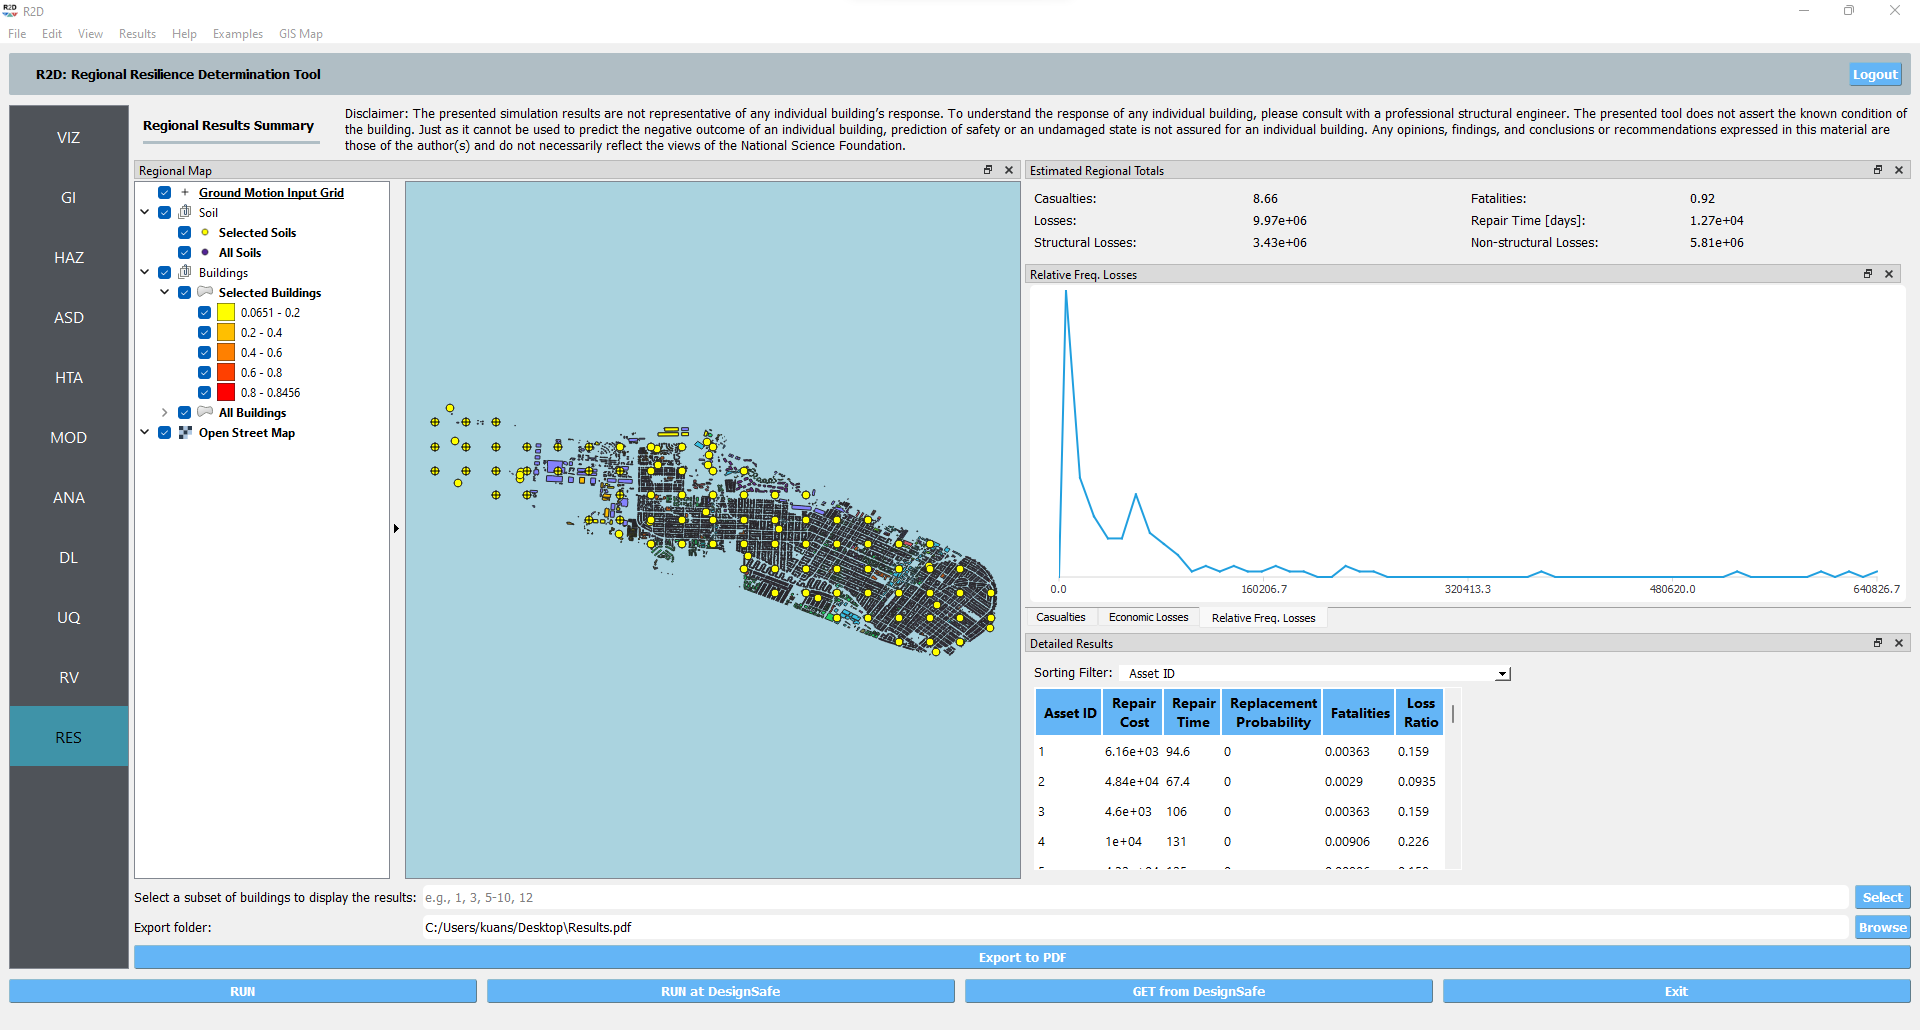 R2D
R2D
File Edit View Results Help Examples GIS Map
R2D: Regional Resilience Determination Tool
Logout
VIZ
GI
HAZ
ASD
HTA
MOD
ANA
DL
UQ
RV
RES
Regional Results Summary
Disclaimer: The presented simulation results are not representative of any individual building's response. To understand the response of any individual building, please consult with a professional structural engineer. The presented tool does not assert the known condition of
the building. Just as it cannot be used to predict the negative outcome of an individual building, prediction of safety or an undamaged state is not assured for an individual building. Any opinions, findings, and conclusions or recommendations expressed in this material are
those of the author(s) and do not necessarily reflect the views of the National Science Foundation.
Regional Map
Ground Motion Input Grid
Soil
Selected Soils
All Soils
Buildings
Selected Buildings
0.0651 - 0.2
0.2 - 0.4
0.4 - 0.6
0.6 - 0.8
0.8 - 0.8456
All Buildings
Open Street Map
Estimated Regional Totals
Casualties: 8.66 Fatalities: 0.92
Losses: 9.97e+06 Repair Time [days]: 1.27e+04
Structural Losses: 3.43e+06 Non-structural Losses: 5.81e+06
Relative Freq. Losses
0.0 160206.7 320413.3 480620.0 640826.7
Casualties Economic Losses Relative Freq. Losses
Detailed Results
Sorting Filter: Asset ID
Asset ID Repair Cost Repair Time Replacement Probability Fatalities Loss Ratio
1 6.16e+03 94.6 0 0.00363 0.159
2 4.84e+04 67.4 0 0.0029 0.0935
3 4.6e+03 106 0 0.00363 0.159
4 1e+04 131 0 0.00906 0.226
Select a subset of buildings to display the results: e.g., 1, 3, 5-10, 12 Select
Export folder: C:/Users/kuans/Desktop\Results.pdf Browse
Export to PDF
RUN RUN at DesignSafe GET from DesignSafe Exit